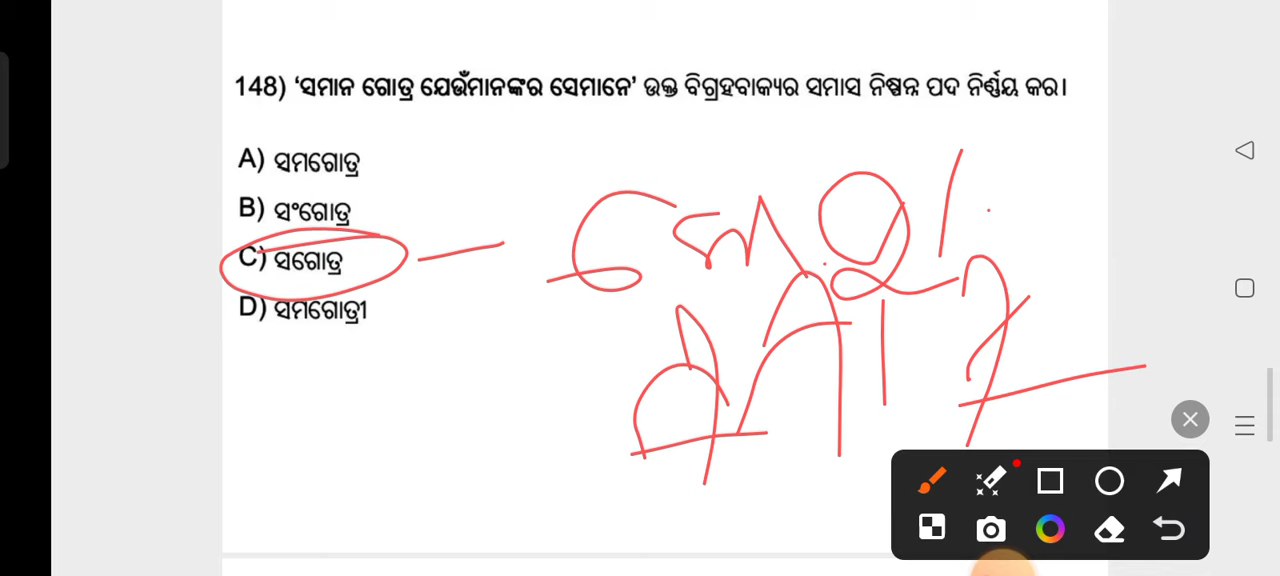 148) ‘ସମାନ ଗୋତ୍ର ଯେଉଁମାନଙ୍କର ସେମାନେ’ ଉକ୍ତ ବିଗ୍ରହବାକ୍ୟର ସମାସ ନିଷ୍ପନ୍ନ ପଦ ନିର୍ଣ୍ଣୟ କର।
A) ସମଗୋତ୍ର
B) ସଂଗୋତ୍ର
C) ସଗୋତ୍ର
D) ସମଗୋତ୍ରୀ